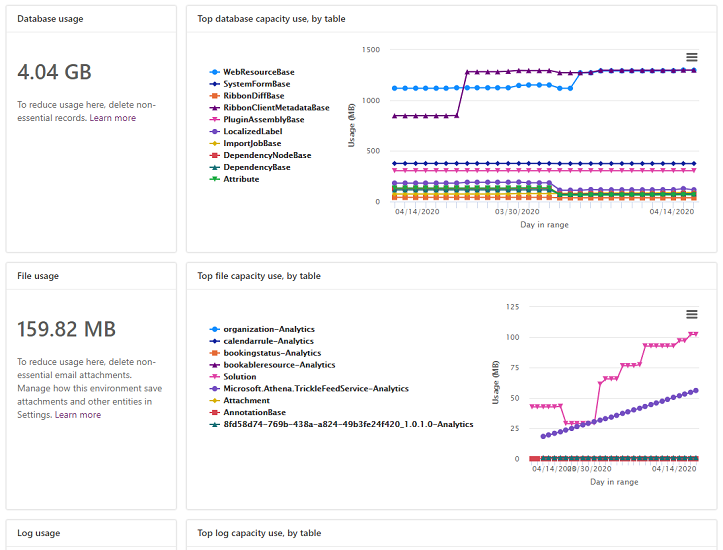 Database usage
4.04 GB
To reduce usage here, delete non-
essential records. Learn more
Top database capacity use, by table
WebResourceBase
SystemFormBase
RibbonDiffBase
RibbonClientMetadataBase
PluginAssemblyBase
LocalizedLabel
ImportJobBase
DependencyNodeBase
DependencyBase
Attribute
Usage (MB)
1500
1000
500
0
04/14/2020 03/30/2020 04/14/2020
Day in range
File usage
159.82 MB
To reduce usage here, delete non-
essential email attachments.
Manage how this environment save
attachments and other entities in
Settings. Learn more
Top file capacity use, by table
organization-Analytics
calendarrule-Analytics
bookingstatus-Analytics
bookableresource-Analytics
Solution
Microsoft.Athena.TrickleFeedService-Analytics
Attachment
AnnotationBase
8fd58d74-769b-438a-a824-49b3fe24f420_1.0.1.0-Analytics
Usage (MB)
125
100
75
50
25
0
04/14/2020 03/30/2020 04/14/2020
Day in range
Log usage
Top log capacity use, by table